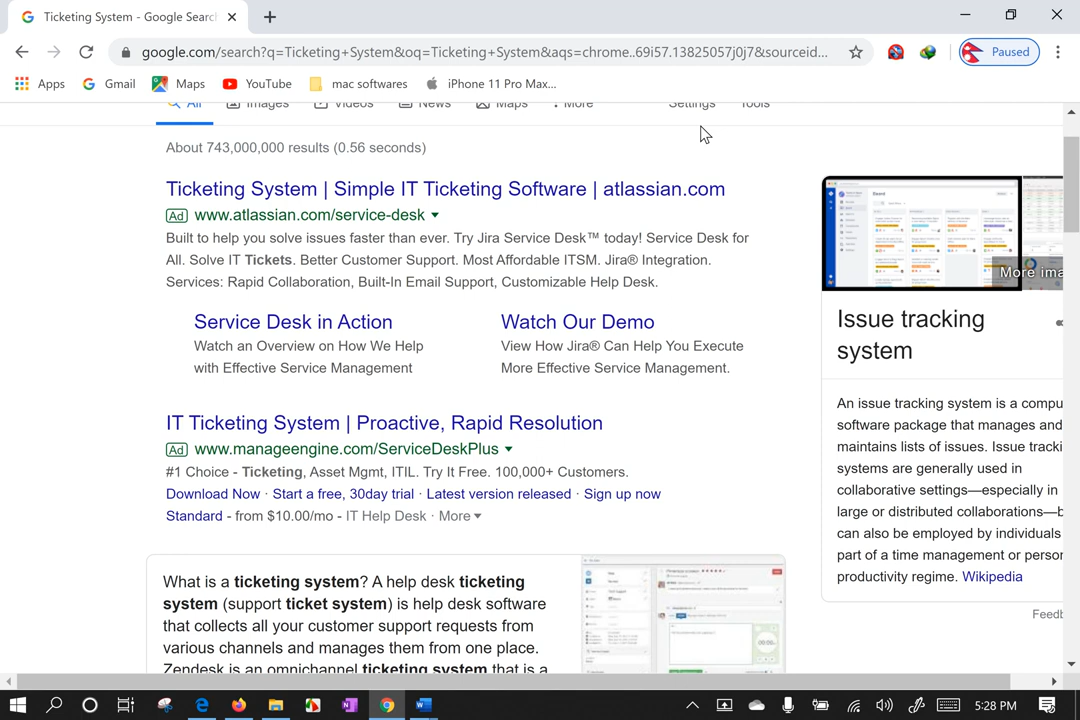 Ticketing System - Google Search
google.com/search?q=Ticketing+System&oq=Ticketing+System&aqs=chrome..69i57.13825057j0j7&sourceid...
Paused
Apps
Gmail
Maps
YouTube
mac softwares
iPhone 11 Pro Max...
All
Images
Videos
News
Maps
More
Settings
Tools
About 743,000,000 results (0.56 seconds)
Ticketing System | Simple IT Ticketing Software | atlassian.com
Ad www.atlassian.com/service-desk
Built to help you solve issues faster than ever. Try Jira Service Desk™ today! Service Desk for
All. Solve IT Tickets. Better Customer Support. Most Affordable ITSM. Jira® Integration.
Services: Rapid Collaboration, Built-In Email Support, Customizable Help Desk.
Service Desk in Action
Watch an Overview on How We Help
with Effective Service Management
Watch Our Demo
View How Jira® Can Help You Execute
More Effective Service Management.
IT Ticketing System | Proactive, Rapid Resolution
Ad www.manageengine.com/ServiceDeskPlus
#1 Choice - Ticketing, Asset Mgmt, ITIL. Try It Free. 100,000+ Customers.
Download Now · Start a free, 30day trial · Latest version released · Sign up now
Standard - from $10.00/mo - IT Help Desk · More
What is a ticketing system? A help desk ticketing
system (support ticket system) is help desk software
that collects all your customer support requests from
various channels and manages them from one place.
Zendesk is an omnichannel ticketing system that is a
More ima
Issue tracking
system
An issue tracking system is a compu
software package that manages and
maintains lists of issues. Issue tracki
systems are generally used in
collaborative settings—especially in
large or distributed collaborations—b
can also be employed by individuals
part of a time management or person
productivity regime. Wikipedia
Feedb
5:28 PM